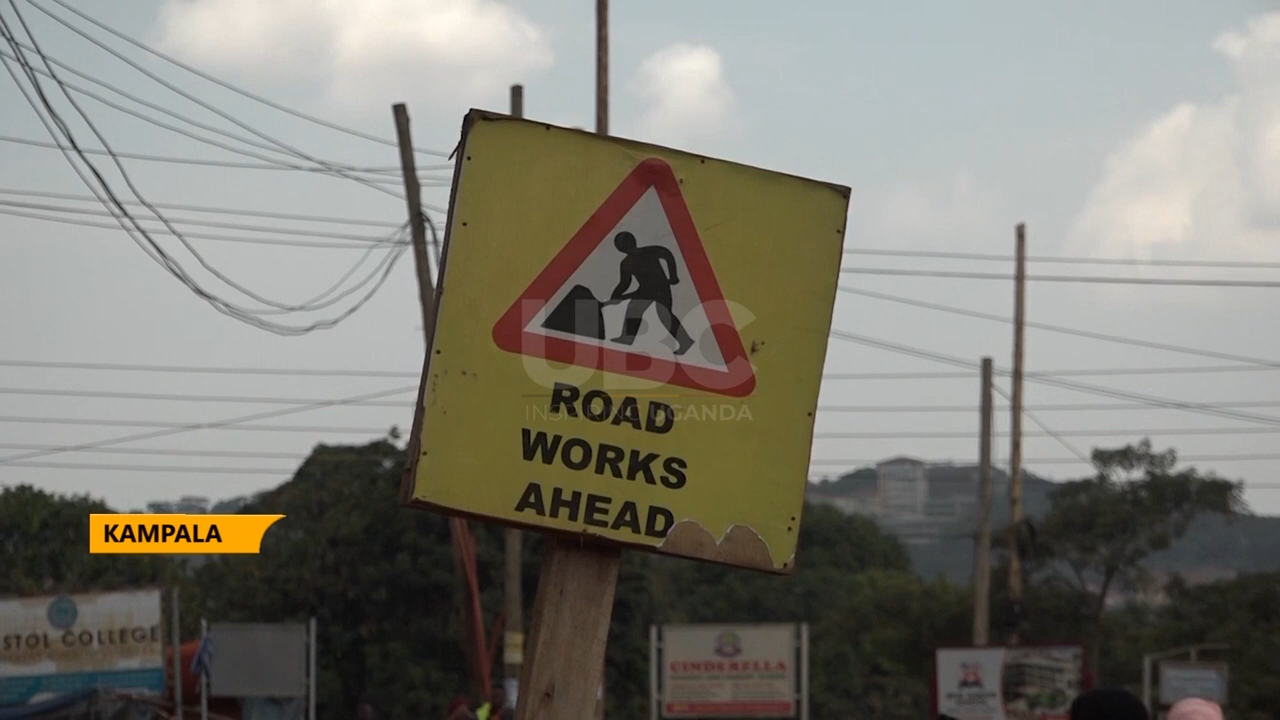 UBC
INSPIRING UGANDA
ROAD
WORKS
AHEAD
KAMPALA
STOL COLLEGE
CINDERELLA